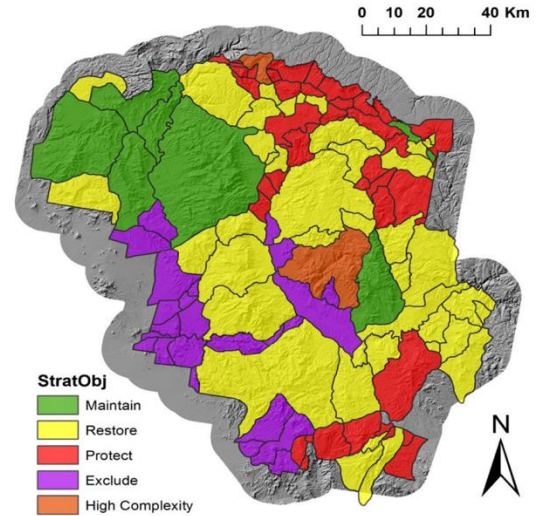 0 10 20 40 Km
StratObj
Maintain
Restore
Protect
Exclude
High Complexity
N